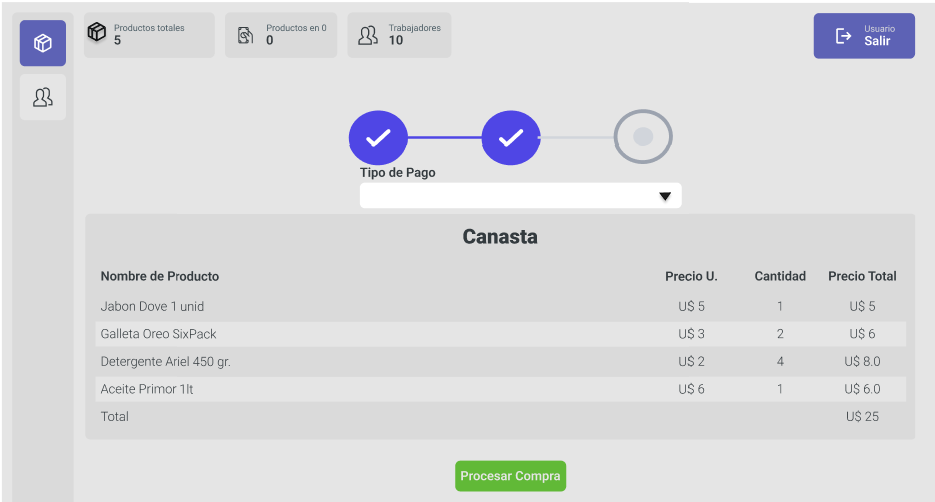 Productos totales
5
Productos en 0
0
Trabajadores
10
Usuario
Salir
Tipo de Pago
Canasta
Nombre de Producto Precio U. Cantidad Precio Total
Jabon Dove 1 unid U$ 5 1 U$ 5
Galleta Oreo SixPack U$ 3 2 U$ 6
Detergente Ariel 450 gr. U$ 2 4 U$ 8.0
Aceite Primor 1lt U$ 6 1 U$ 6.0
Total U$ 25
Procesar Compra